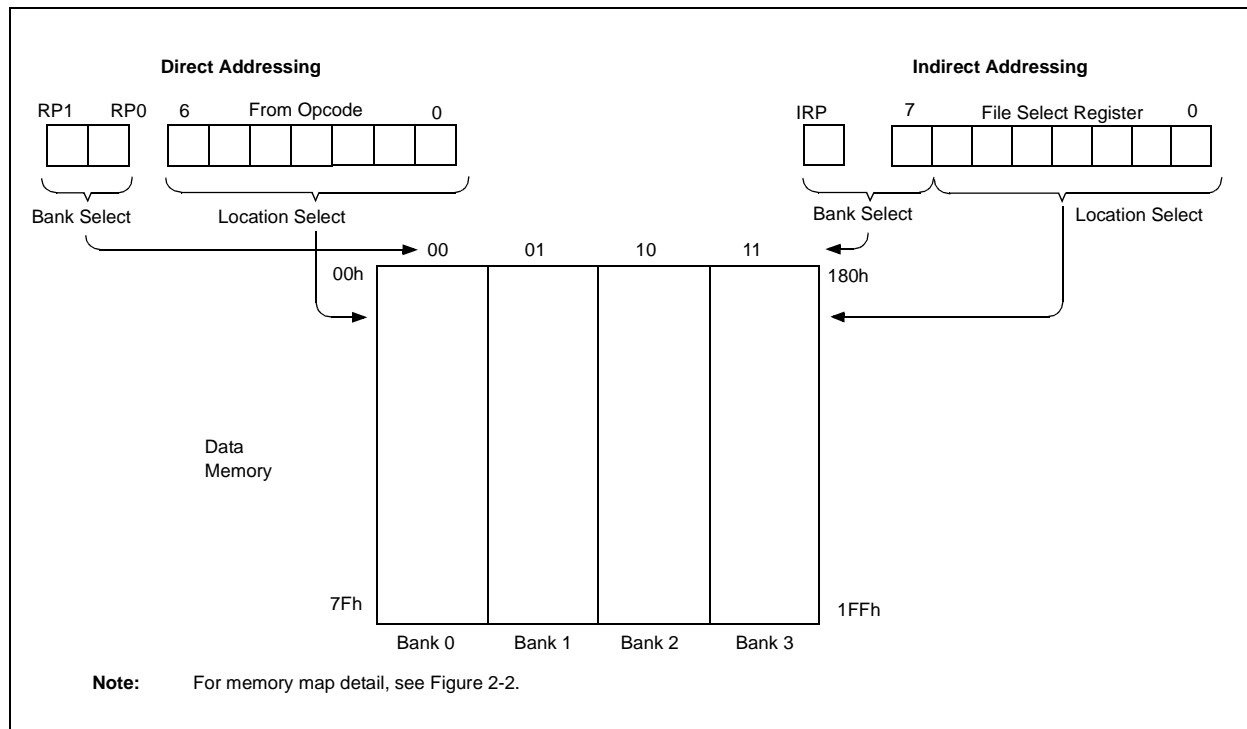 Direct Addressing
Indirect Addressing
RP1 RP0 6 From Opcode 0
IRP 7 File Select Register 0
Bank Select Location Select
Bank Select Location Select
00 01 10 11
00h 180h
Data
Memory
7Fh 1FFh
Bank 0 Bank 1 Bank 2 Bank 3
Note: For memory map detail, see Figure 2-2.